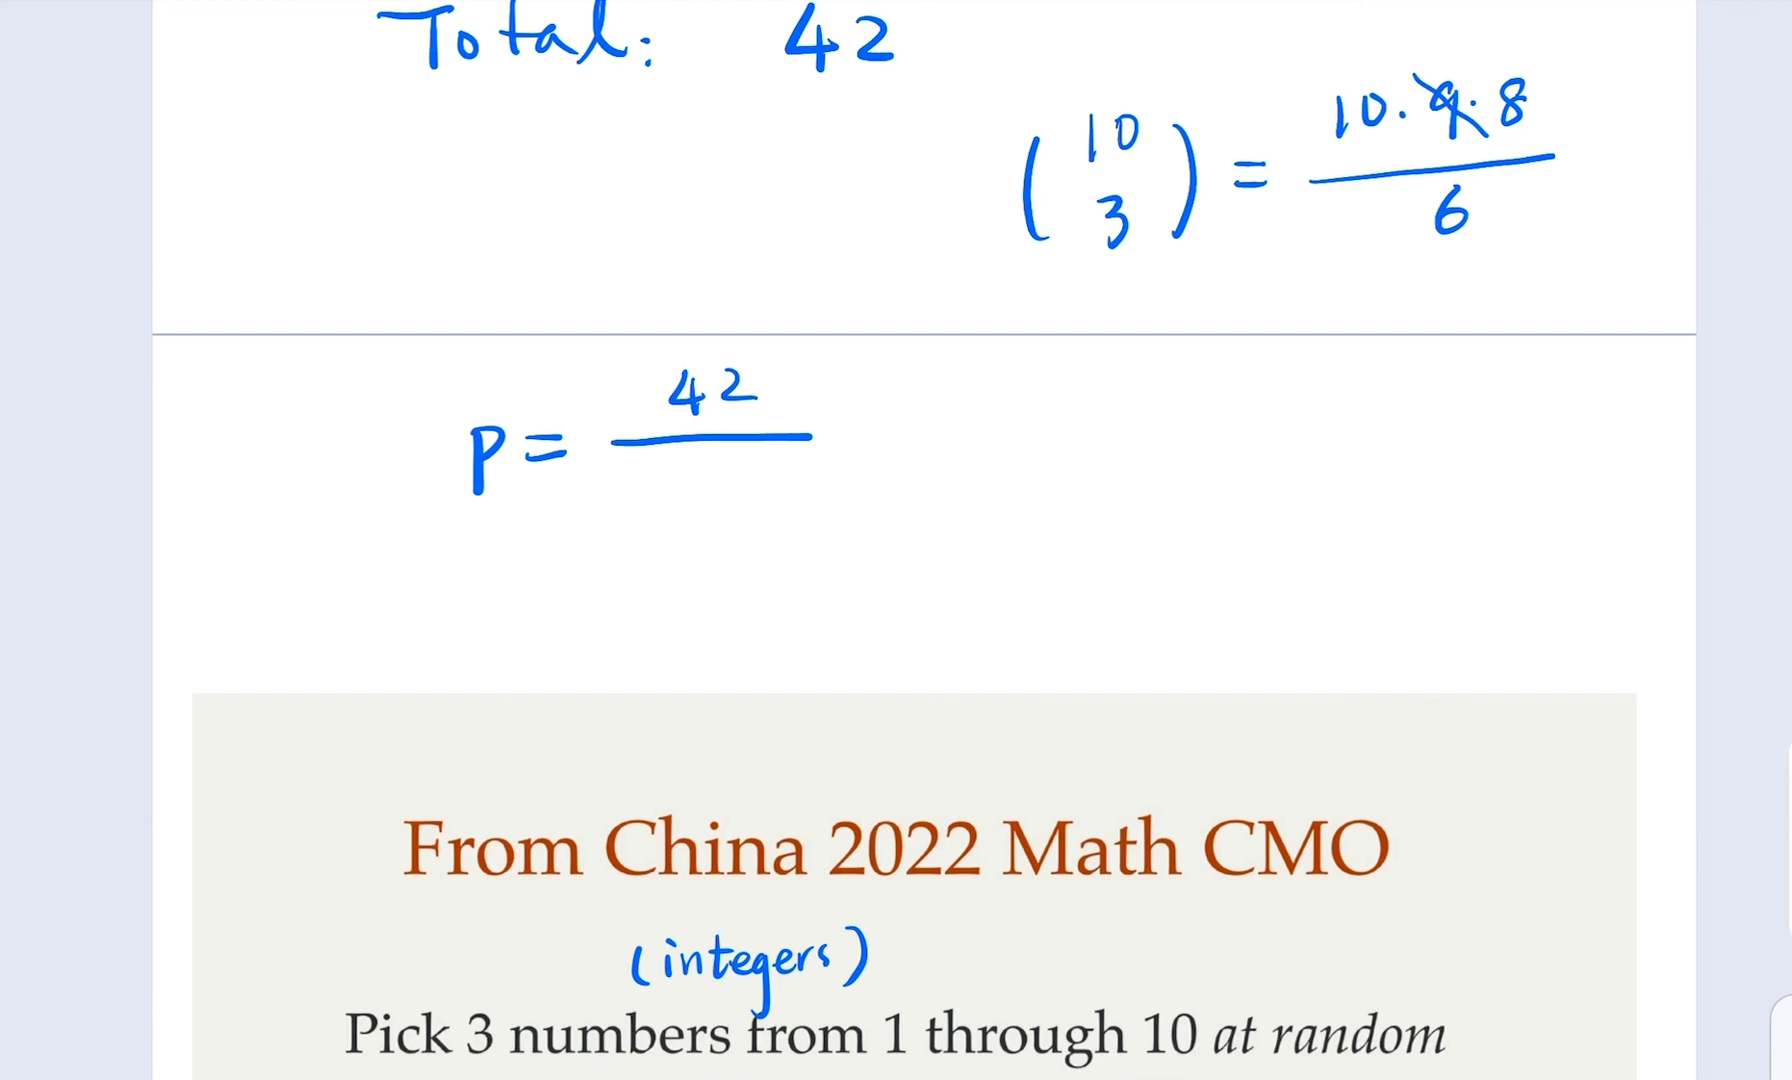 Total: 42
(10 3) = 10·9·8 / 6
P = 42
From China 2022 Math CMO
(integers)
Pick 3 numbers from 1 through 10 at random